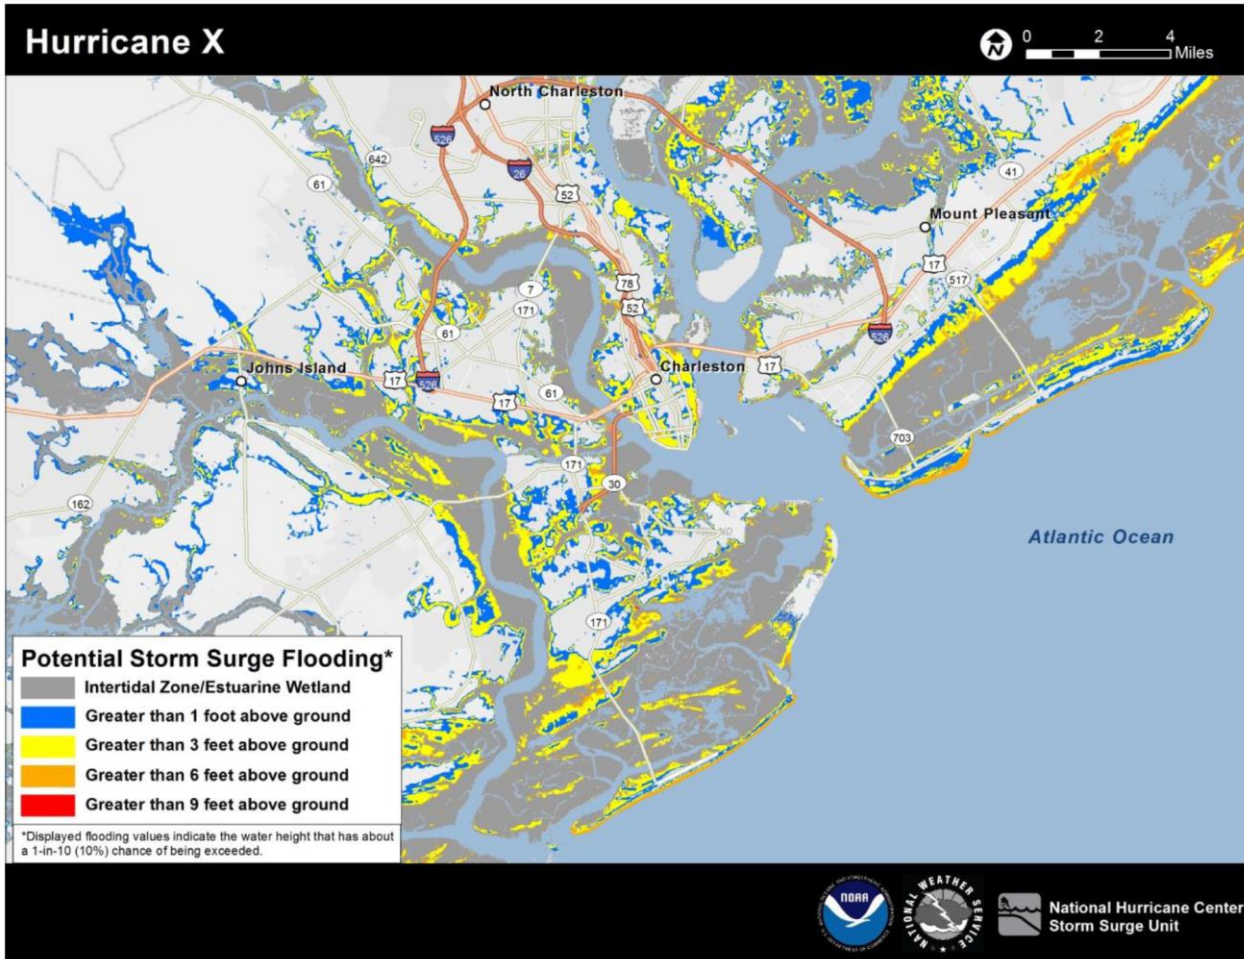 Hurricane X
N
0 2 4
Miles
North Charleston
526
642
26
61
41
52
Mount Pleasant
17
517
7
78
171
52
61
526
Johns Island
17
526
Charleston
17
61
17
703
171
30
162
Atlantic Ocean
171
Potential Storm Surge Flooding*
Intertidal Zone/Estuarine Wetland
Greater than 1 foot above ground
Greater than 3 feet above ground
Greater than 6 feet above ground
Greater than 9 feet above ground
*Displayed flooding values indicate the water height that has about
a 1-in-10 (10%) chance of being exceeded.
NOAA
NATIONAL WEATHER SERVICE
National Hurricane Center
Storm Surge Unit